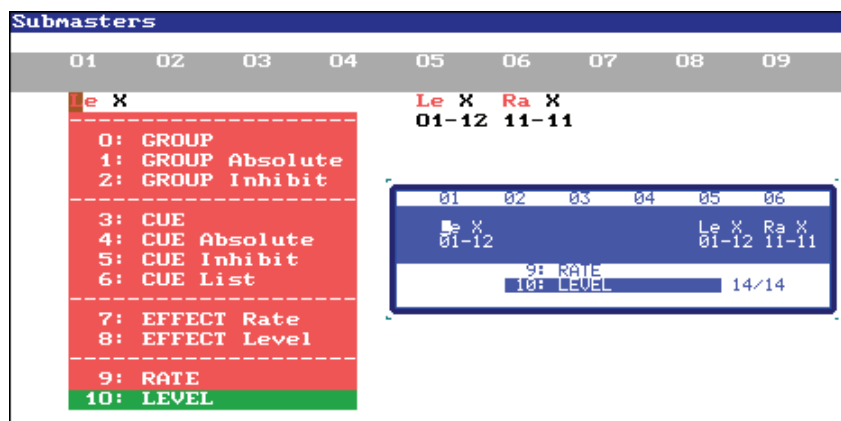 Submasters
01 02 03 04 05 06 07 08 09
Le X Le X Ra X
01-12 11-11
0: GROUP
1: GROUP Absolute
2: GROUP Inhibit
3: CUE
4: CUE Absolute
5: CUE Inhibit
6: CUE List
7: EFFECT Rate
8: EFFECT Level
9: RATE
10: LEVEL
01 02 03 04 05 06
Le X Le X Ra X
01-12 01-12 11-11
9: RATE
10: LEVEL 14/14